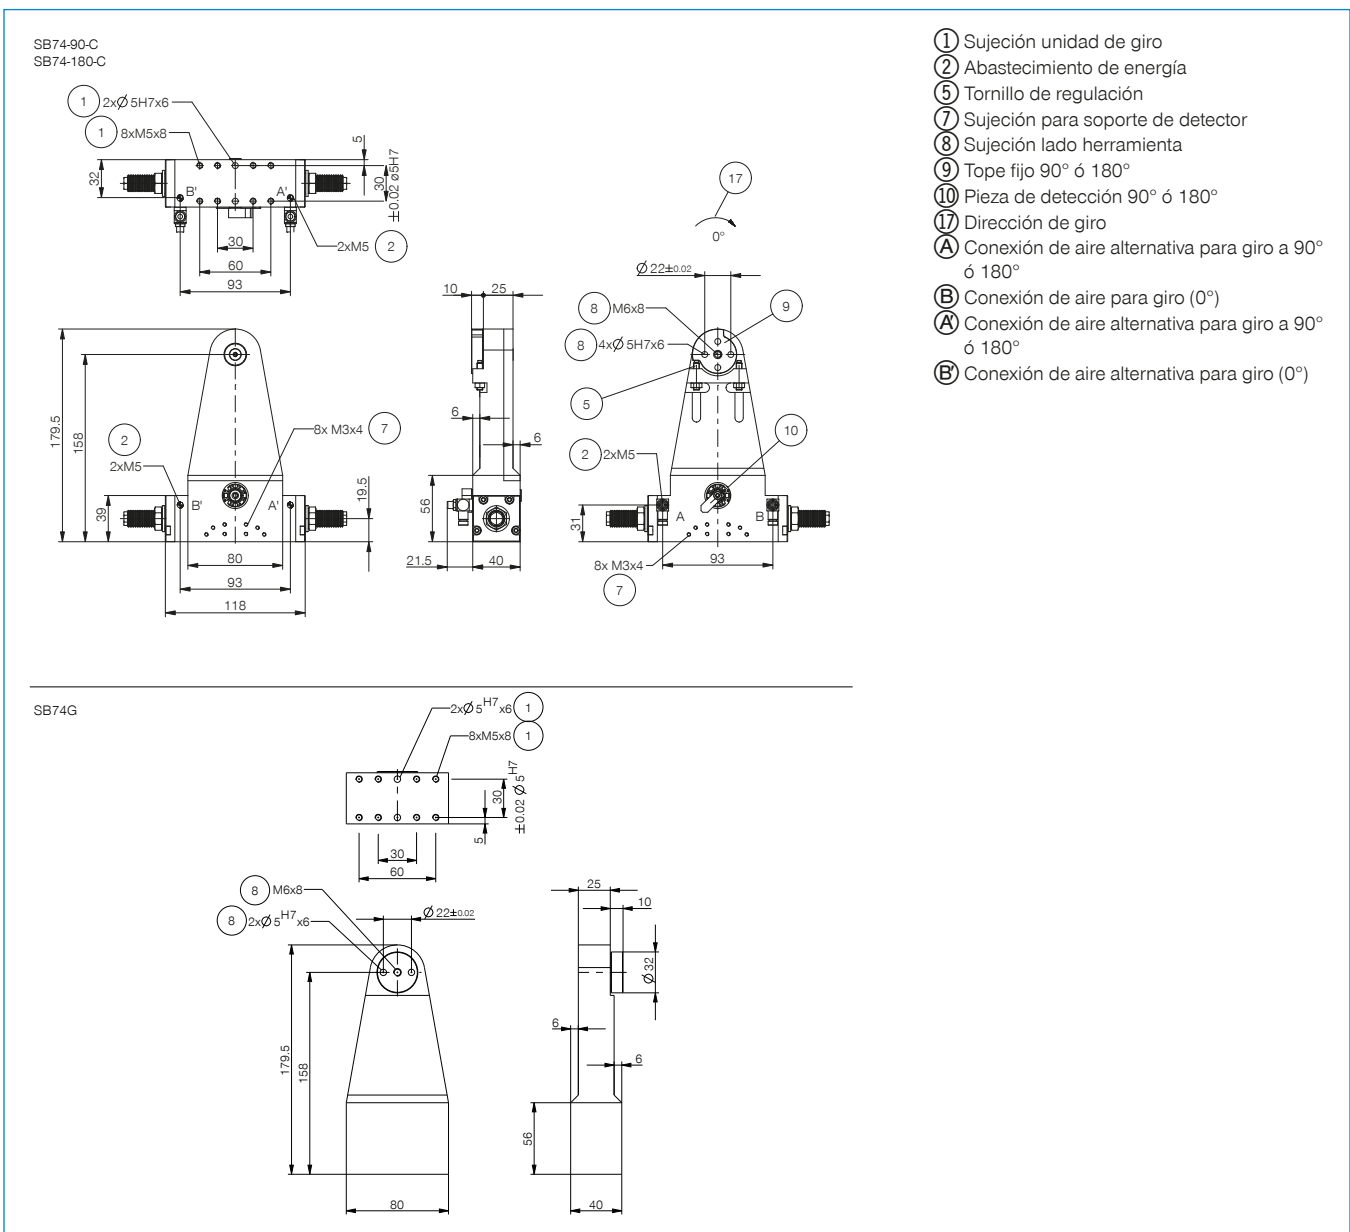 SB74-90-C
SB74-180-C
1 2xØ 5H7x6
1 8xM5x8
5
32
B'
A'
30
±0.02 ø5H7
30
2xM5 2
60
93
17
0°
Ø 22±0.02
10 25
8 M6x8
9
8 4xØ 5H7x6
5
179.5
158
2
2xM5
8x M3x4 7
6
6
10
2 2xM5
B'
A'
19.5
39
56
31
A
B
80
21.5
40
8x M3x4
93
93
7
118
SB74G
2xØ 5 H7 x6 1
8xM5x8 1
30
±0.02 Ø 5 H7
5
30
60
8 M6x8
8 2xØ 5 H7 x6
Ø 22±0.02
25
10
Ø 32
179.5
158
6
6
56
80
40
① Sujeción unidad de giro
② Abastecimiento de energía
⑤ Tornillo de regulación
⑦ Sujeción para soporte de detector
⑧ Sujeción lado herramienta
⑨ Tope fijo 90° ó 180°
⑩ Pieza de detección 90° ó 180°
⑰ Dirección de giro
Ⓐ Conexión de aire alternativa para giro a 90°
ó 180°
Ⓑ Conexión de aire para giro (0°)
A' Conexión de aire alternativa para giro a 90°
ó 180°
B' Conexión de aire alternativa para giro (0°)